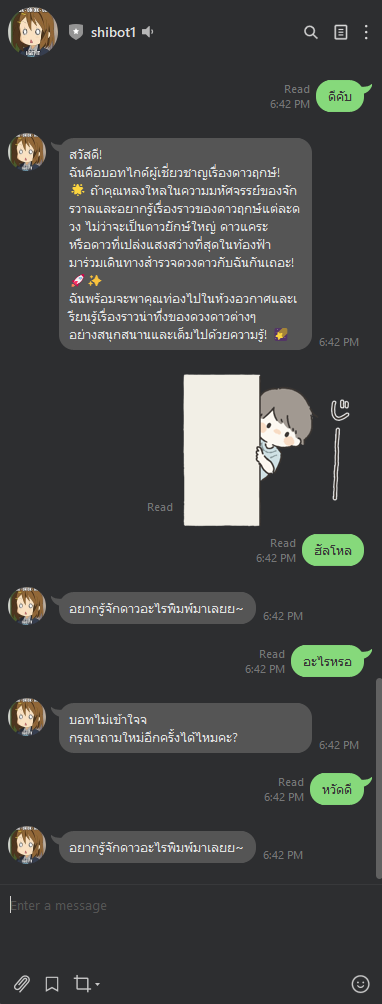 shibot1
Read
6:42 PM
ดีคับ
สวัสดี!
ฉันคือบอทไกด์ผู้เชี่ยวชาญเรื่องดาวฤกษ์!
🌟 ถ้าคุณหลงใหลในความมหัศจรรย์ของจัก
รวาลและอยากรู้เรื่องราวของดาวฤกษ์แต่ละด
วง ไม่ว่าจะเป็นดาวยักษ์ใหญ่ ดาวแคระ
หรือดาวที่เปล่งแสงสว่างที่สุดในท้องฟ้า
มาร่วมเดินทางสำรวจดวงดาวกับฉันกันเถอะ!
🚀✨
ฉันพร้อมจะพาคุณท่องไปในห้วงอวกาศและเ
รียนรู้เรื่องราวน่าทึ่งของดวงดาวต่างๆ
อย่างสนุกสนานและเต็มไปด้วยความรู้! 🌠
6:42 PM
じー
Read
Read
6:42 PM
ฮัลโหล
อยากรู้จักดาวอะไรพิมพ์มาเลยย~
6:42 PM
Read
6:42 PM
อะไรหรอ
บอทไม่เข้าใจจ
กรุณาถามใหม่อีกครั้งได้ไหมคะ?
6:42 PM
Read
6:42 PM
หวัดดี
อยากรู้จักดาวอะไรพิมพ์มาเลยย~
6:42 PM
Enter a message